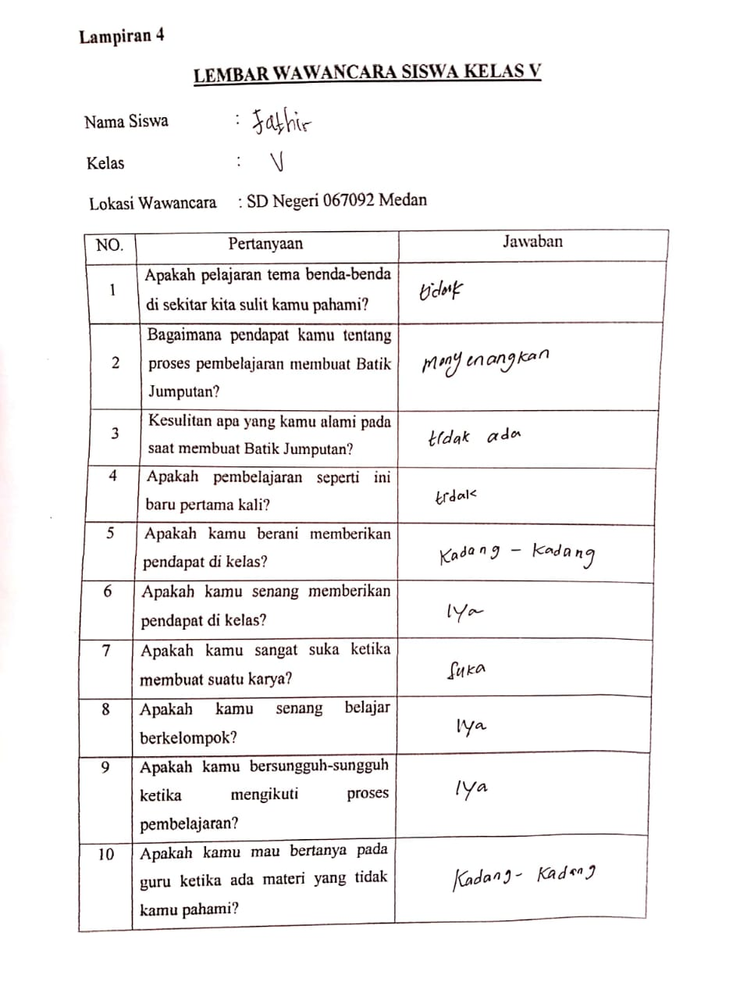 Lampiran 4
LEMBAR WAWANCARA SISWA KELAS V
Nama Siswa : Fathir
Kelas : V
Lokasi Wawancara : SD Negeri 067092 Medan
NO. Pertanyaan Jawaban
1 Apakah pelajaran tema benda-benda
di sekitar kita sulit kamu pahami? tidak
2 Bagaimana pendapat kamu tentang
proses pembelajaran membuat Batik
Jumputan? Menyenangkan
3 Kesulitan apa yang kamu alami pada
saat membuat Batik Jumputan? tidak ada
4 Apakah pembelajaran seperti ini
baru pertama kali? tidak
5 Apakah kamu berani memberikan
pendapat di kelas? Kadang - Kadang
6 Apakah kamu senang memberikan
pendapat di kelas? Iya
7 Apakah kamu sangat suka ketika
membuat suatu karya? Suka
8 Apakah kamu senang belajar
berkelompok? Iya
9 Apakah kamu bersungguh-sungguh
ketika mengikuti proses
pembelajaran? Iya
10 Apakah kamu mau bertanya pada
guru ketika ada materi yang tidak
kamu pahami? Kadang - Kadang